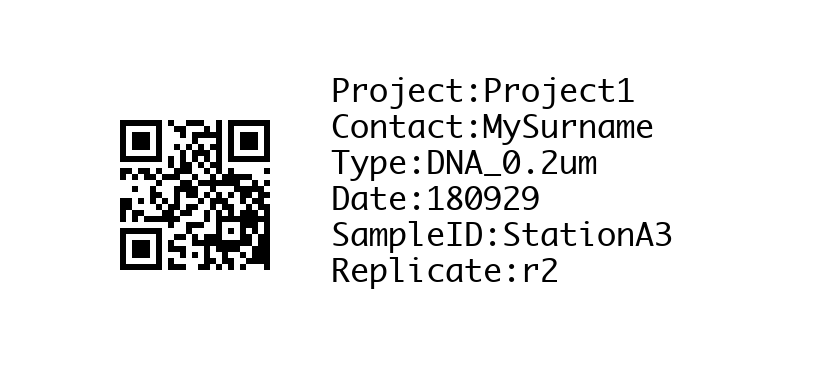 Project:Project1
Contact:MySurname
Type:DNA_0.2um
Date:180929
SampleID:StationA3
Replicate:r2